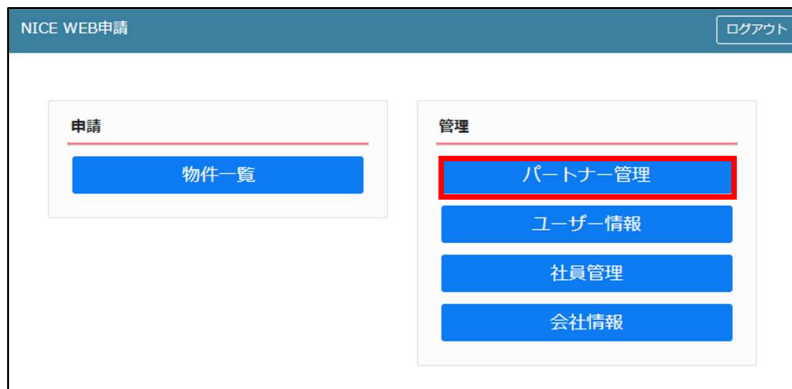 NICE WEB申請
ログアウト
申請
物件一覧
管理
パートナー管理
ユーザー情報
社員管理
会社情報